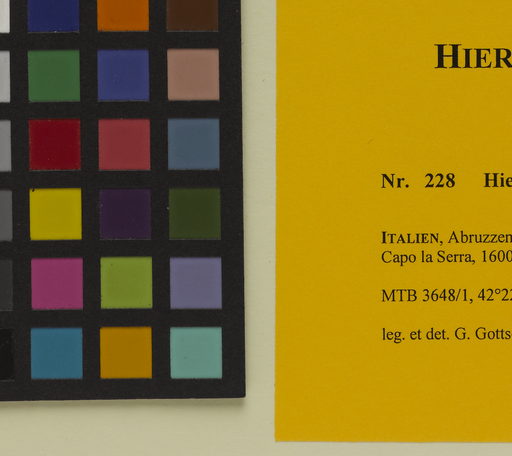 HIER
Nr. 228 Hie
ITALIEN, Abruzzen
Capo la Serra, 1600
MTB 3648/1, 42°22
leg. et det. G. Gotts